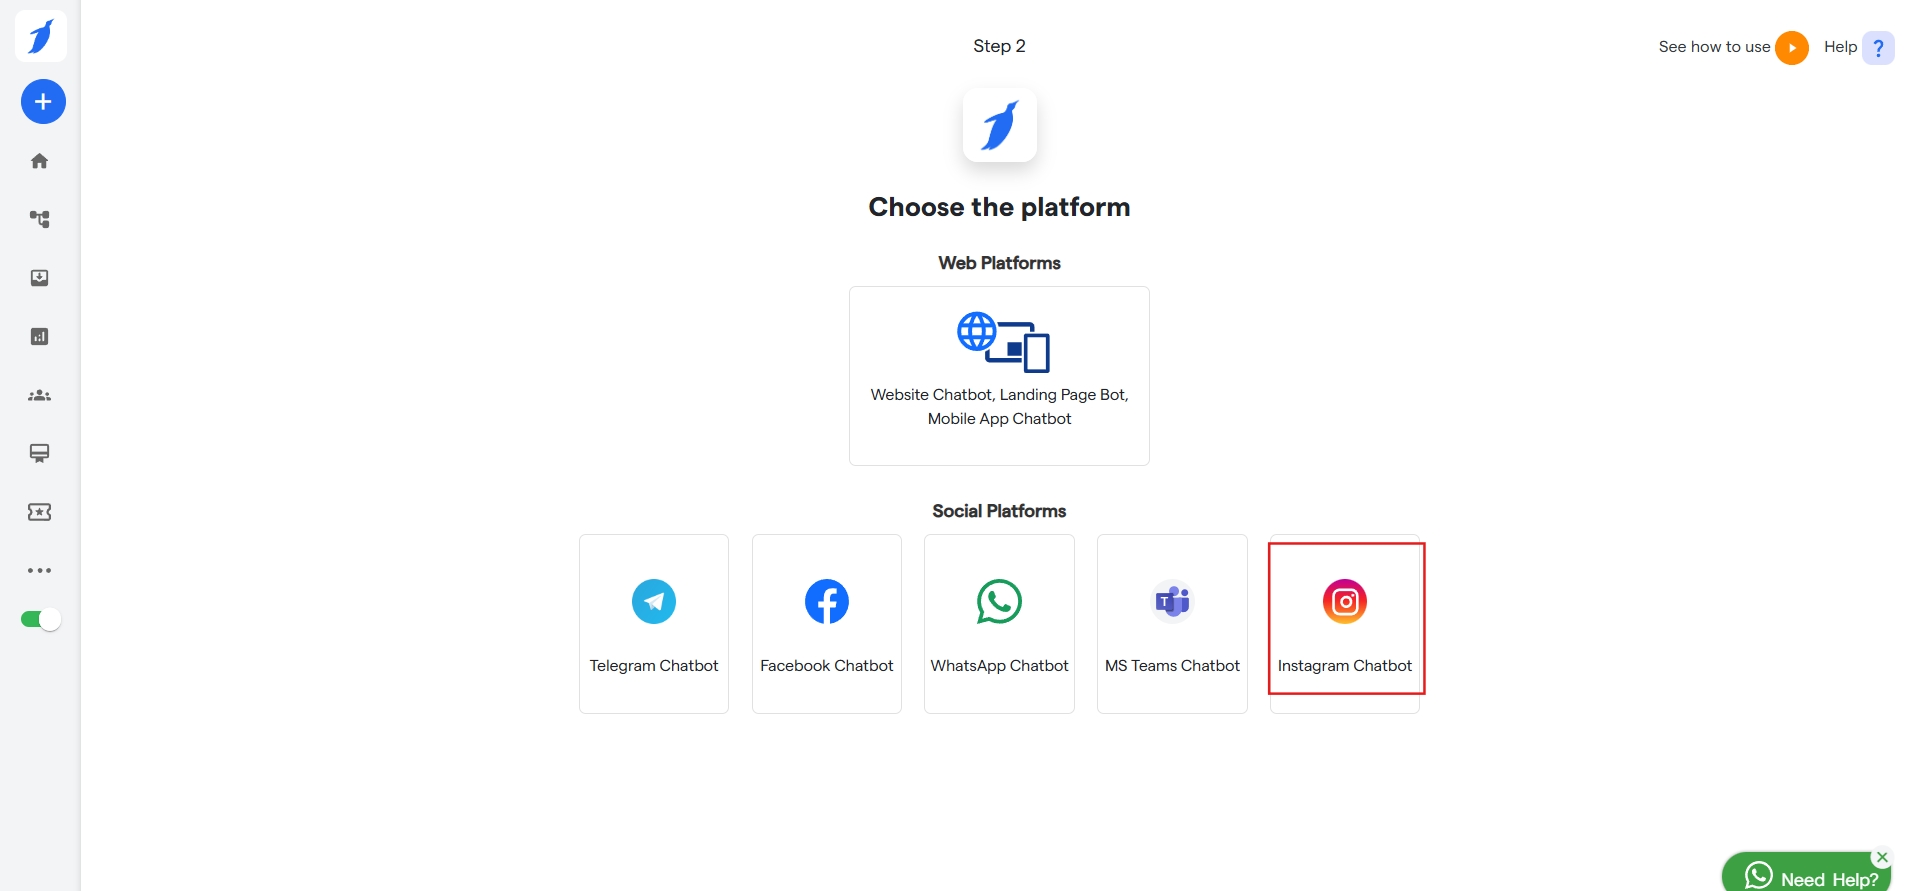 Step 2
See how to use
Help ?
Choose the platform
Web Platforms
Website Chatbot, Landing Page Bot,
Mobile App Chatbot
Social Platforms
Telegram Chatbot
Facebook Chatbot
WhatsApp Chatbot
T
MS Teams Chatbot
Instagram Chatbot
Need Help?